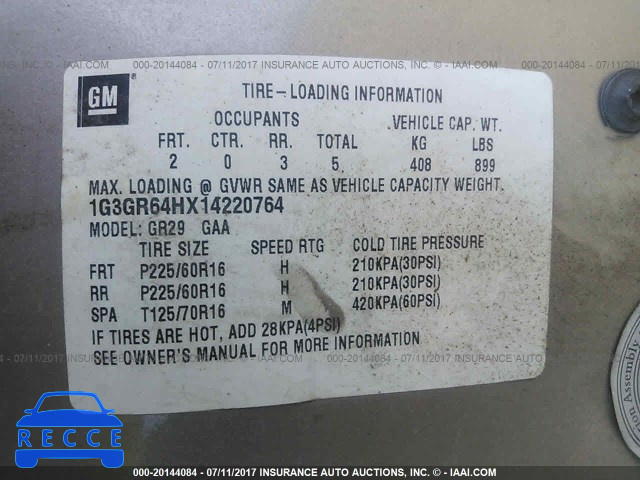 000-20144084 - 07/11/2017 INSURANCE AUTO AUCTIONS, INC. © - IAAI.COM
GM ®
TIRE-LOADING INFORMATION
OCCUPANTS VEHICLE CAP. WT.
FRT. CTR. RR. TOTAL KG LBS
2 0 3 5 408 899
MAX. LOADING @ GVWR SAME AS VEHICLE CAPACITY WEIGHT.
1G3GR64HX14220764
MODEL: GR29 GAA
TIRE SIZE SPEED RTG COLD TIRE PRESSURE
FRT P225/60R16 H 210KPA(30PSI)
RR P225/60R16 H 210KPA(30PSI)
SPA T125/70R16 M 420KPA(60PSI)
IF TIRES ARE HOT, ADD 28KPA(4PSI)
SEE OWNER'S MANUAL FOR MORE INFORMATION
ion Assembly
RECCE
000-20144084 - 07/11/2017 INSURANCE AUTO AUCTIONS, INC. © - IAAI.COM